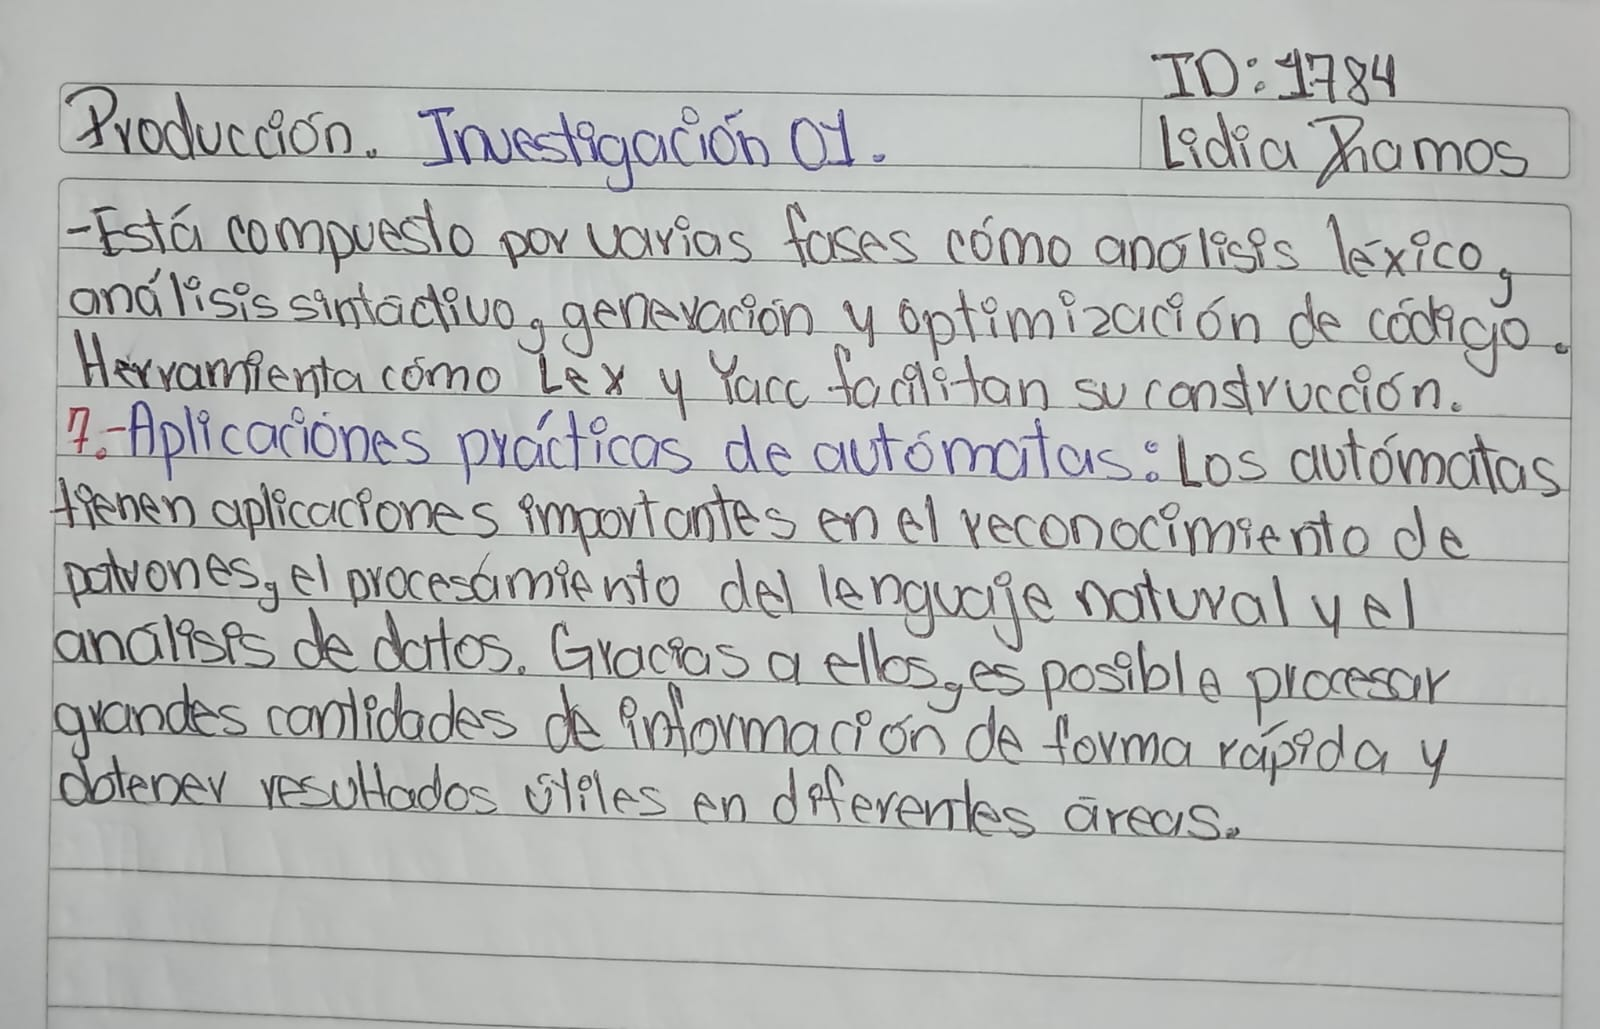 ID: 1784
Producción. Investigación 01.
Lidia Ramos
-Está compuesto por varias fases cómo análisis léxico,
análisis sintáctivo, generación y optimización de código.
Herramienta cómo Lex y Yacc facilitan su construcción.
7.-Aplicaciónes prácticas de autómatas: Los autómatas
tienen aplicaciones importantes en el reconocimiento de
patrones, el procesámiento del lenguaje natural y el
análisis de datos. Gracias a ellos, es posible procesar
grandes cantidades de información de forma rápida y
obtener resultados útiles en diferentes áreas.